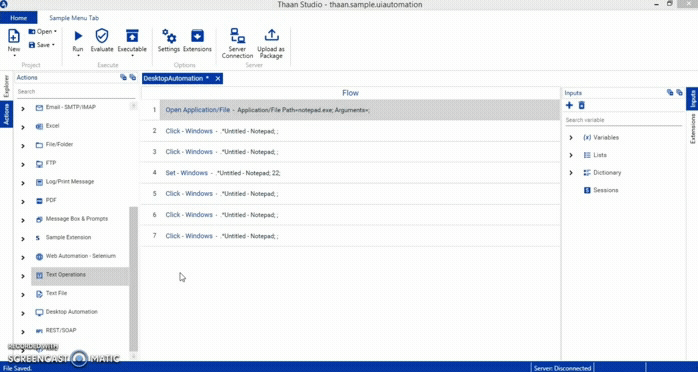 Thaan Studio - thaan.sample.uiautomation
Home
Sample Menu Tab
New
Open
Save
Run
Evaluate
Executable
Settings
Extensions
Server Connection
Upload as Package
Project
Execute
Options
Server
Explorer
Actions
Actions
Search
Email - SMTP/IMAP
Excel
File/Folder
FTP
Log/Print Message
PDF
Message Box & Prompts
Sample Extension
Web Automation - Selenium
Text Operations
Text File
Desktop Automation
REST/SOAP
DesktopAutomation *
Flow
1 Open Application/File - Application/File Path=notepad.exe; Arguments=;
2 Click - Windows - .*Untitled - Notepad; ;
3 Click - Windows - .*Untitled - Notepad; ;
4 Set - Windows - .*Untitled - Notepad; 22;
5 Click - Windows - .*Untitled - Notepad; ;
6 Click - Windows - .*Untitled - Notepad; ;
7 Click - Windows - .*Untitled - Notepad; ;
Inputs
Search variable
Variables
Lists
Dictionary
Sessions
Inputs
Extensions
RECORDED WITH
SCREENCAST MATIC
File Saved.
Server: Disconnected